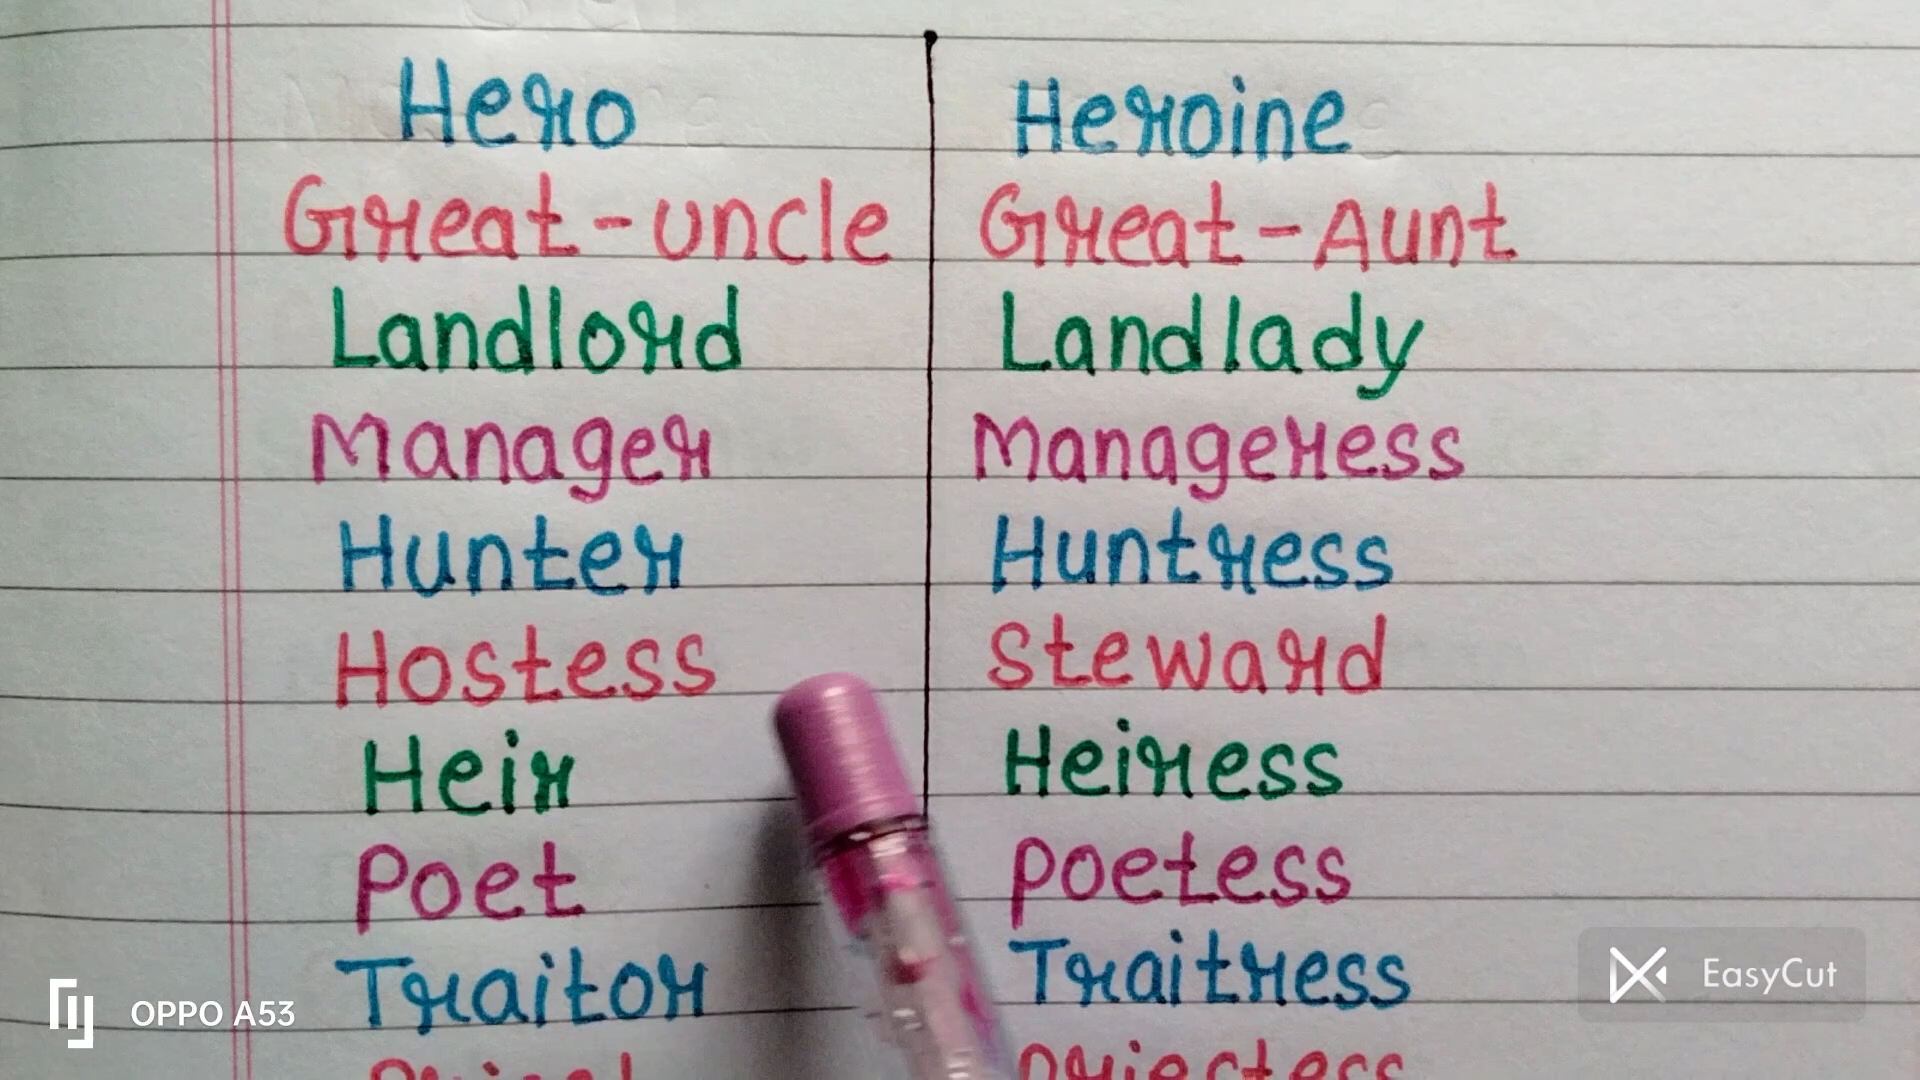 Hero Heroine
Great-uncle Great-Aunt
Landlord Landlady
Manager Manageress
Hunter Huntress
Hostess Steward
Heir Heiress
Poet Poetess
Traitor Traitress
OPPO A53
EasyCut